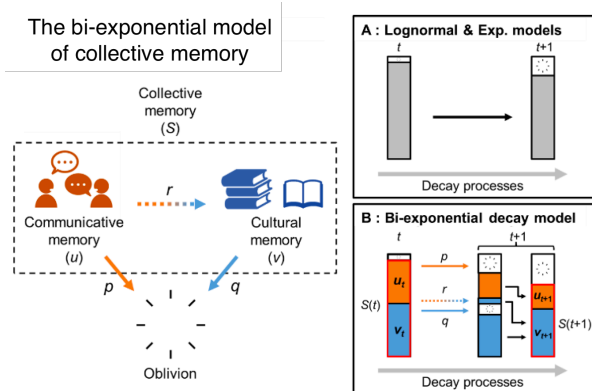 The bi-exponential model
of collective memory
Collective
memory
(S)
r
Communicative
memory
(u)
Cultural
memory
(v)
p
q
Oblivion
A : Lognormal & Exp. models
t
t+1
Decay processes
B : Bi-exponential decay model
t
t+1
p
u_t
r
u_t+1
S(t)
q
v_t
v_t+1
S(t+1)
Decay processes